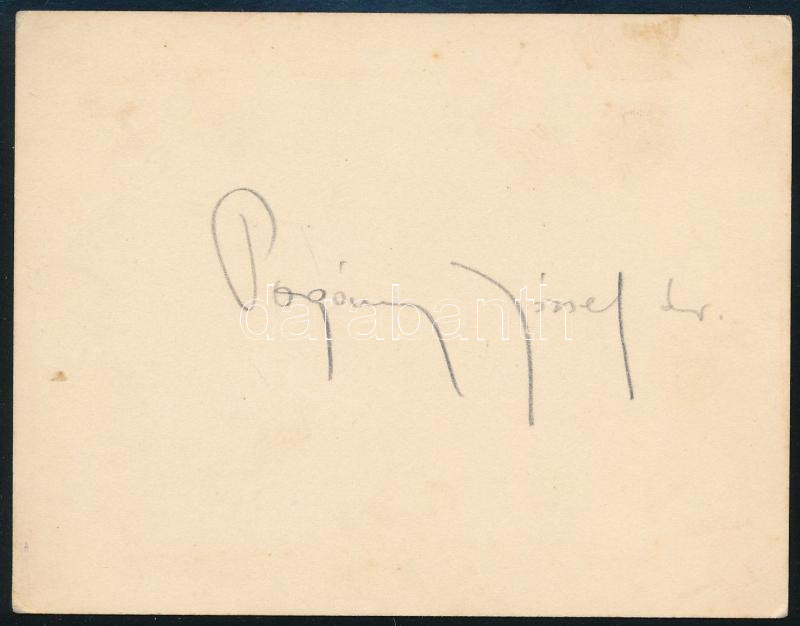 Pogány József dr.
darabanth